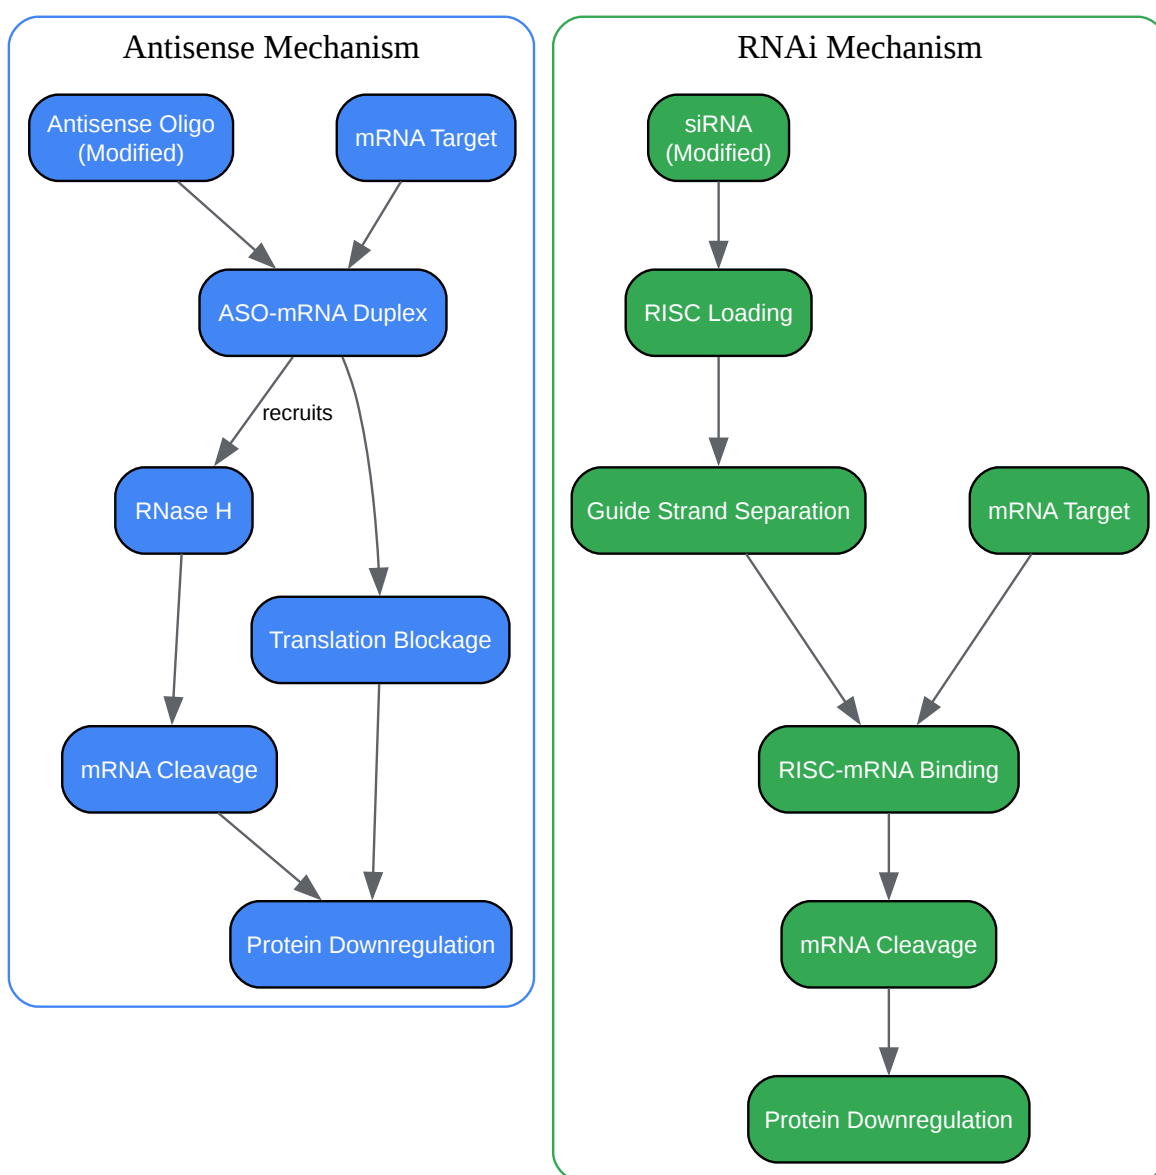 Antisense Mechanism
Antisense Oligo
(Modified)
mRNA Target
ASO-mRNA Duplex
recruits
RNase H
Translation Blockage
mRNA Cleavage
Protein Downregulation
RNAi Mechanism
siRNA
(Modified)
RISC Loading
Guide Strand Separation
mRNA Target
RISC-mRNA Binding
mRNA Cleavage
Protein Downregulation